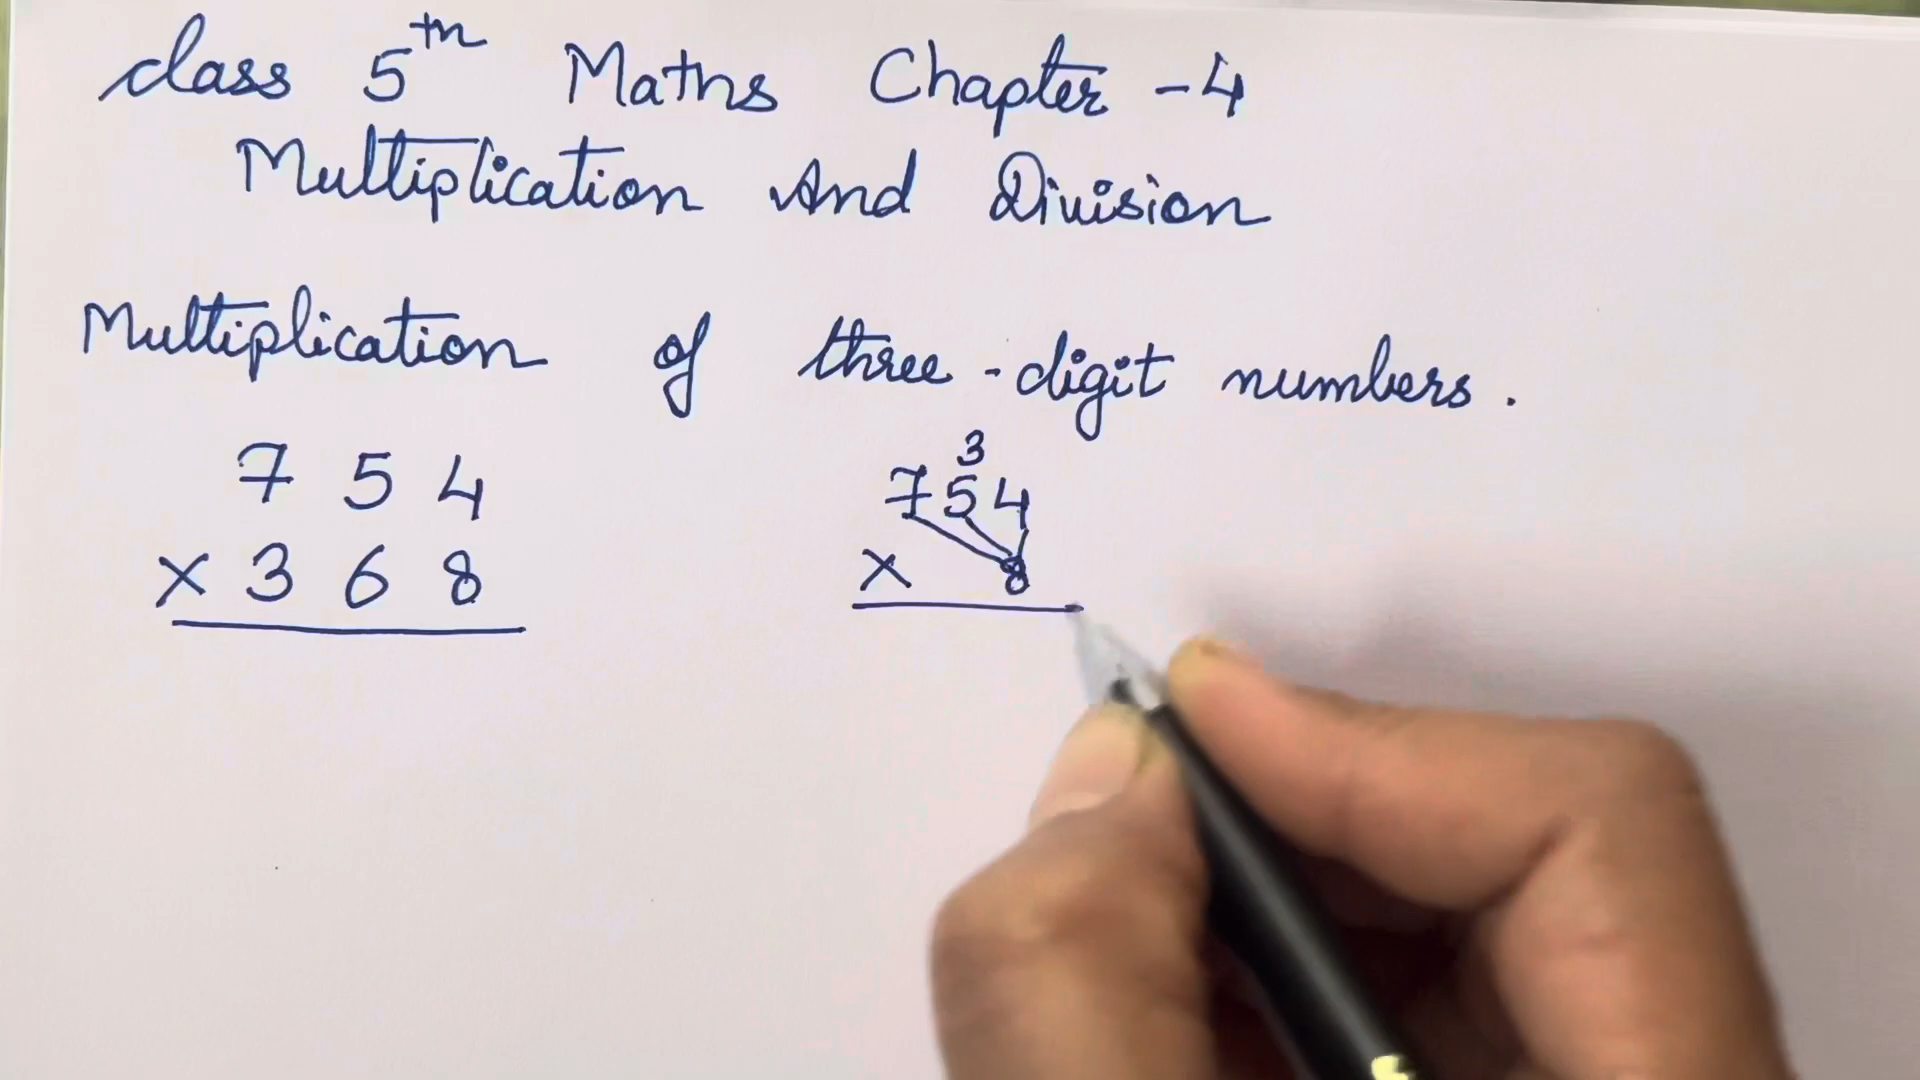 class 5th Maths Chapter - 4
Multiplication And Division
Multiplication of three-digit numbers.
7 5 4
× 3 6 8
3
754
× 8